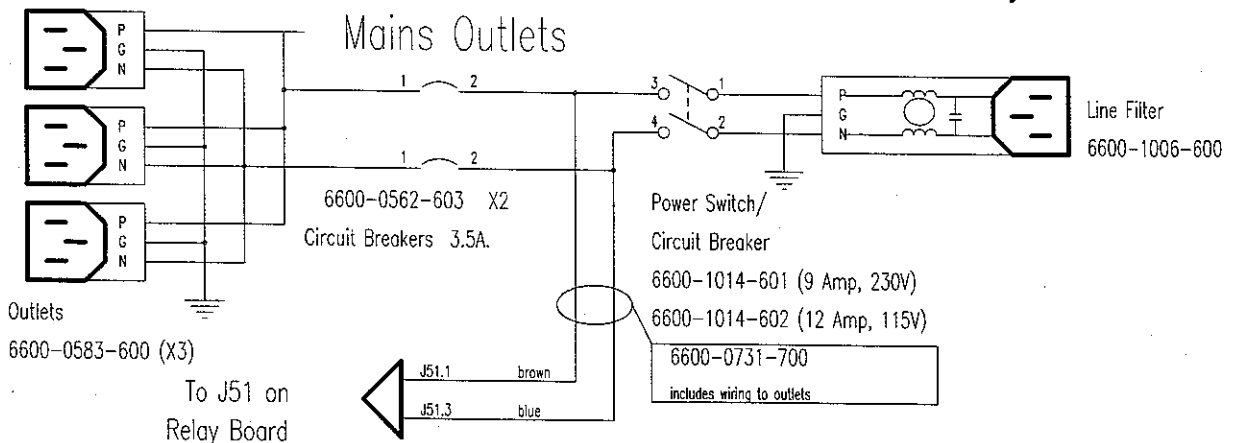 Mains Outlets
P
G
N
P
G
N
P
G
N
1 2
1 2
3 1
4 2
P
G
N
Line Filter
6600-1006-600
6600-0562-603 X2
Circuit Breakers 3.5A.
Power Switch/
Circuit Breaker
6600-1014-601 (9 Amp, 230V)
6600-1014-602 (12 Amp, 115V)
6600-0731-700
includes wiring to outlets
Outlets
6600-0583-600 (X3)
To J51 on
Relay Board
J51.1 brown
J51.3 blue